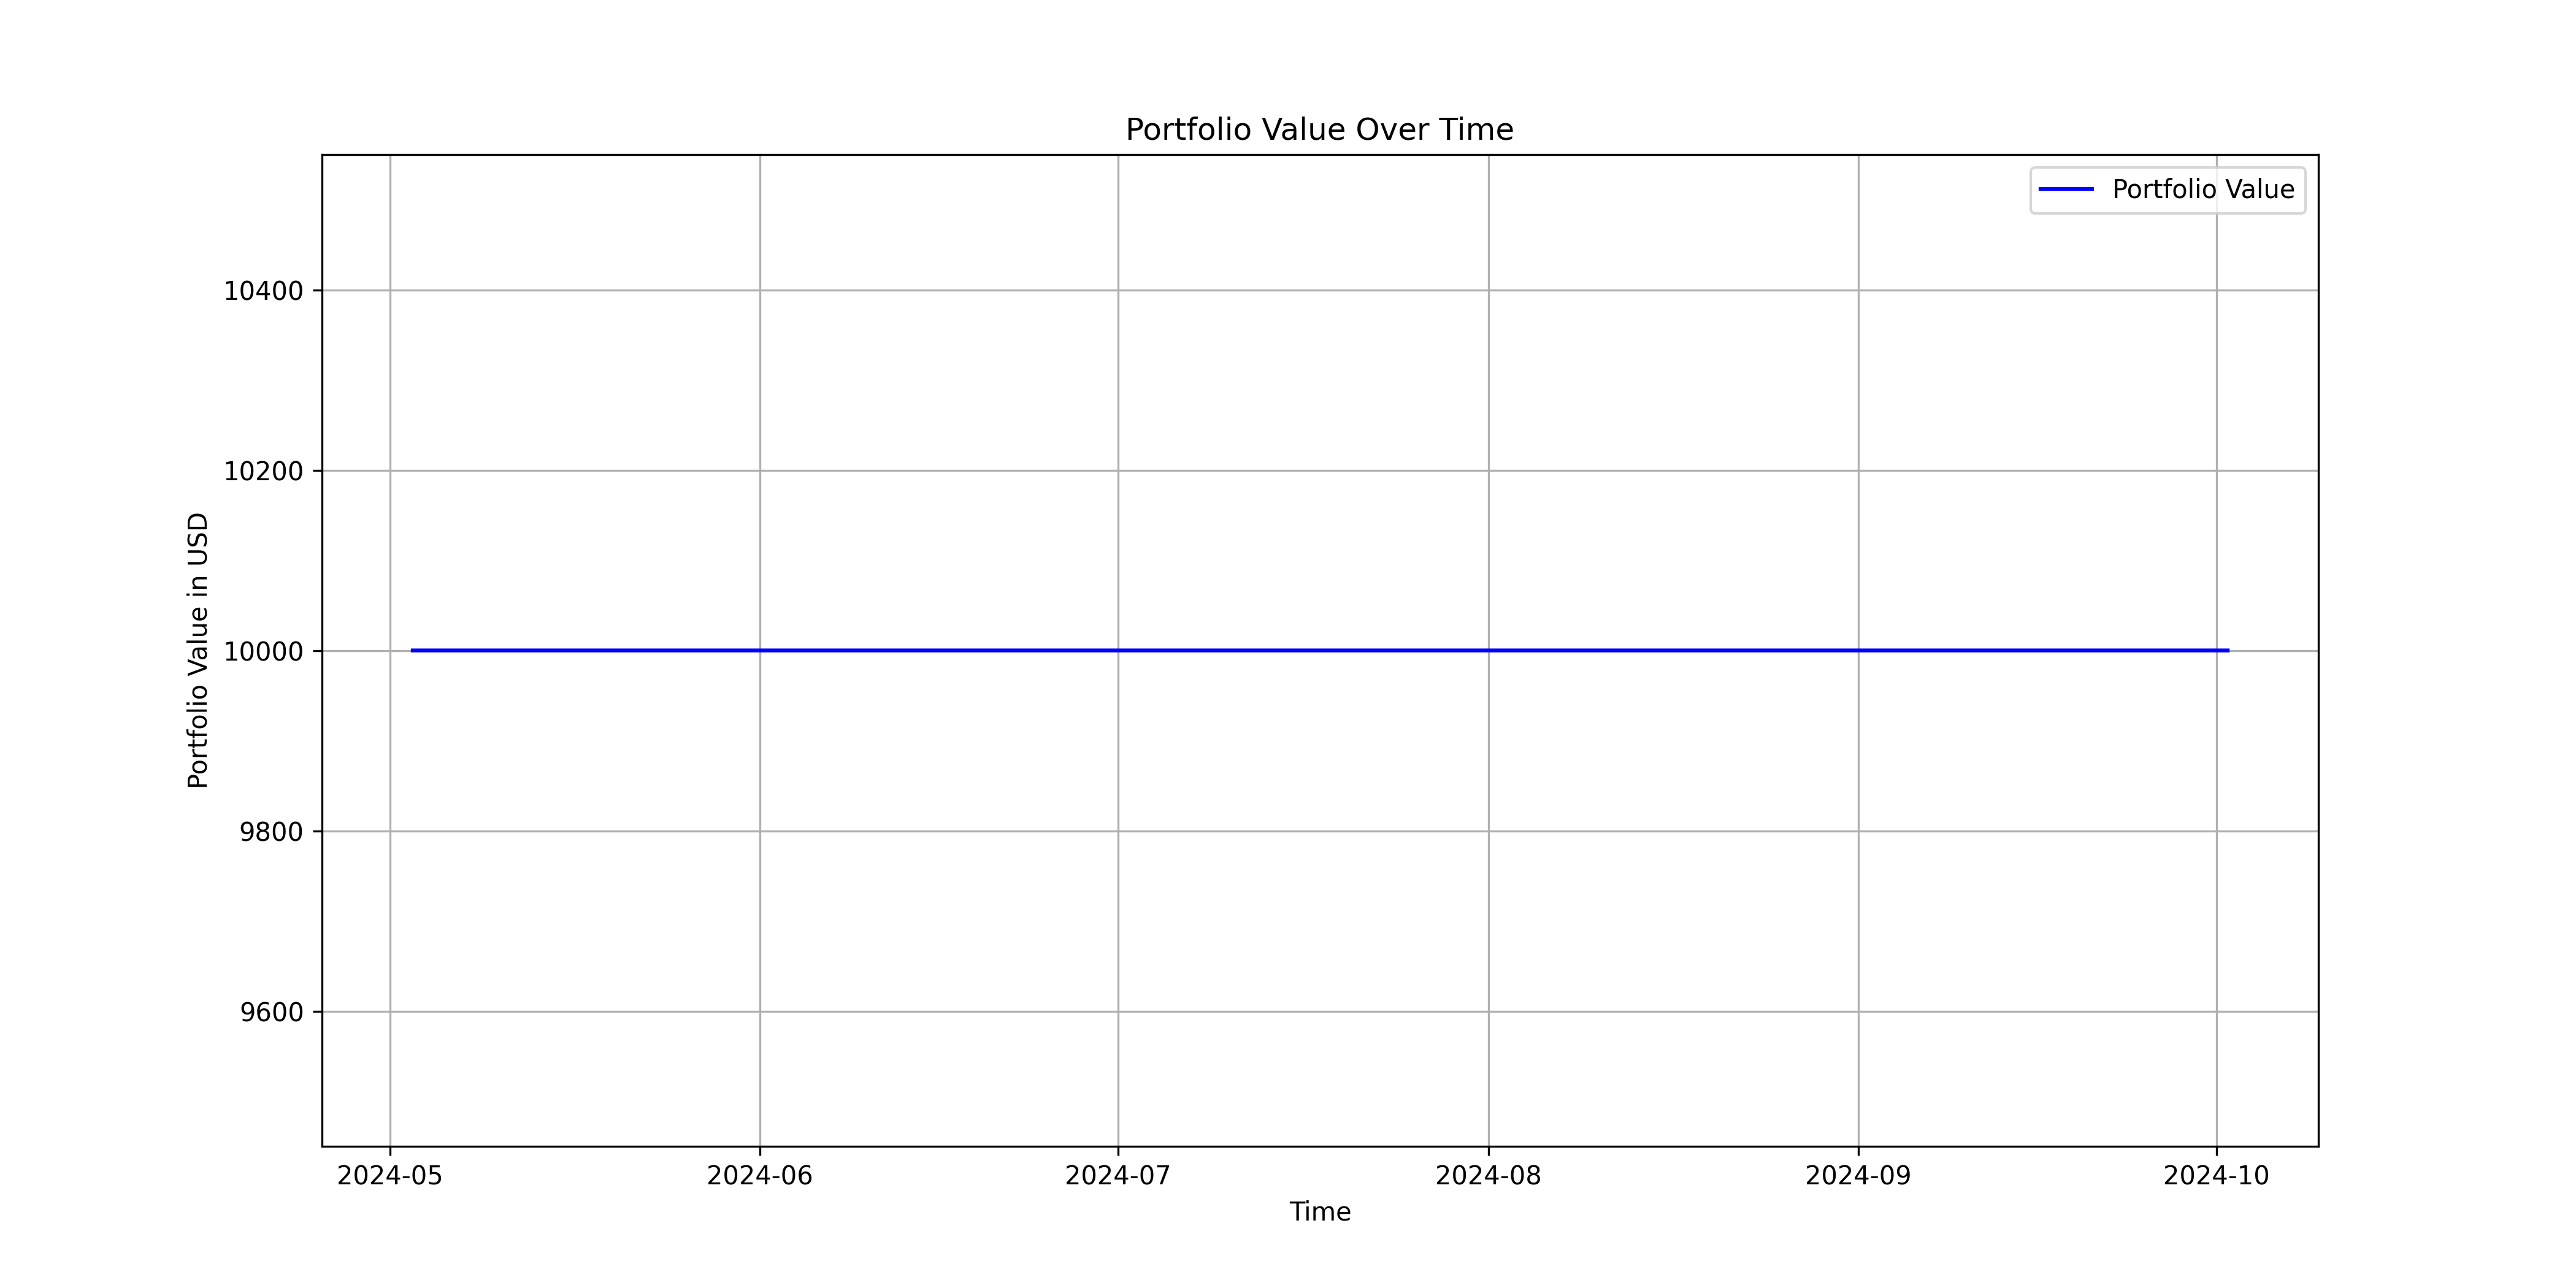 Portfolio Value Over Time
Portfolio Value
10400
10200
10000
9800
9600
Portfolio Value in USD
2024-05
2024-06
2024-07
2024-08
2024-09
2024-10
Time